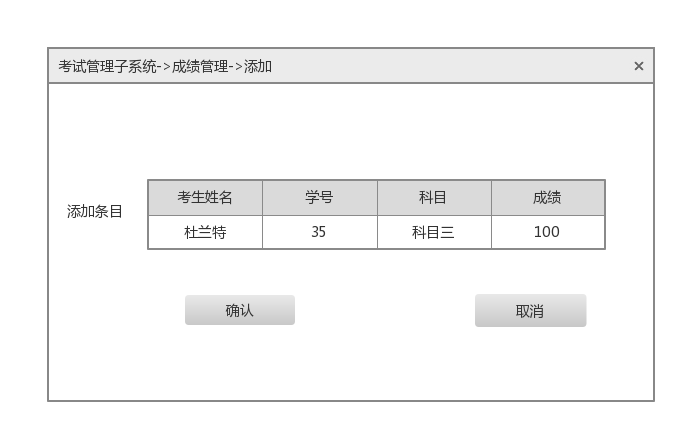 考试管理子系统->成绩管理->添加
考生姓名 学号 科目 成绩
添加条目
杜兰特 35 科目三 100
确认 取消